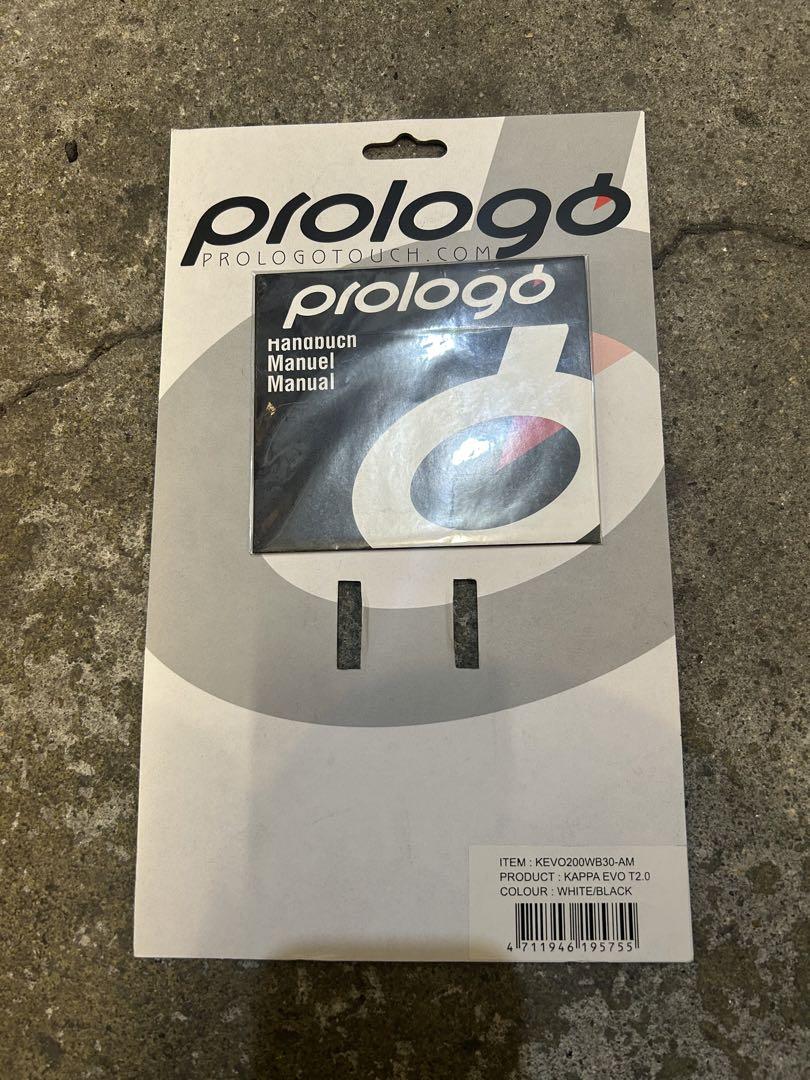 prologo
PROLOGOTOUCH.COM
prologo
Handbuch
Manuel
Manual
ITEM : KEVO200WB30-AM
PRODUCT : KAPPA EVO T2.0
COLOUR : WHITE/BLACK
4 711946 195755